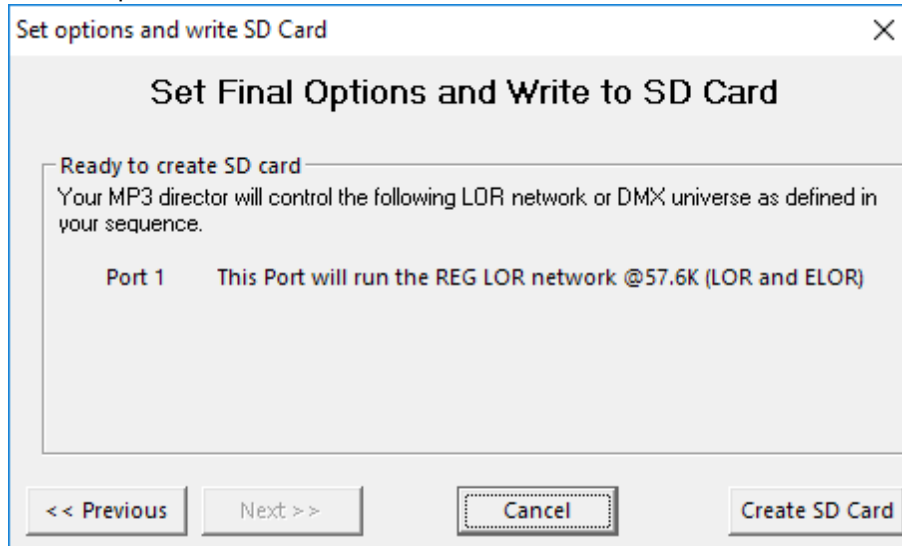 Set options and write SD Card
Set Final Options and Write to SD Card
Ready to create SD card
Your MP3 director will control the following LOR network or DMX universe as defined in
your sequence.
Port 1 This Port will run the REG LOR network @57.6K (LOR and ELOR)
<< Previous Next >> Cancel Create SD Card